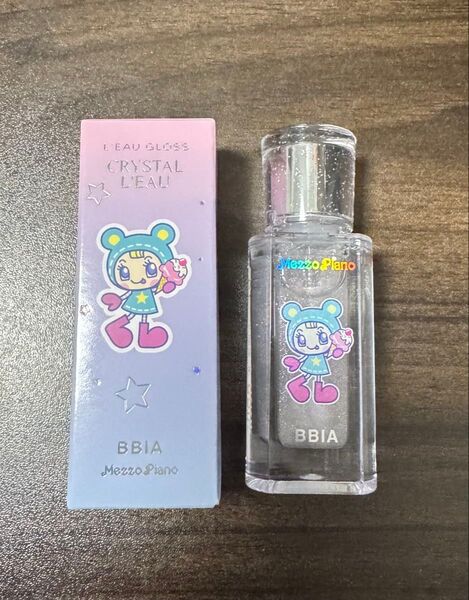 L'EAU GLOSS
CRYSTAL
L'EAU
BBIA
Mezzo Piano
Mezzo Piano
BBIA